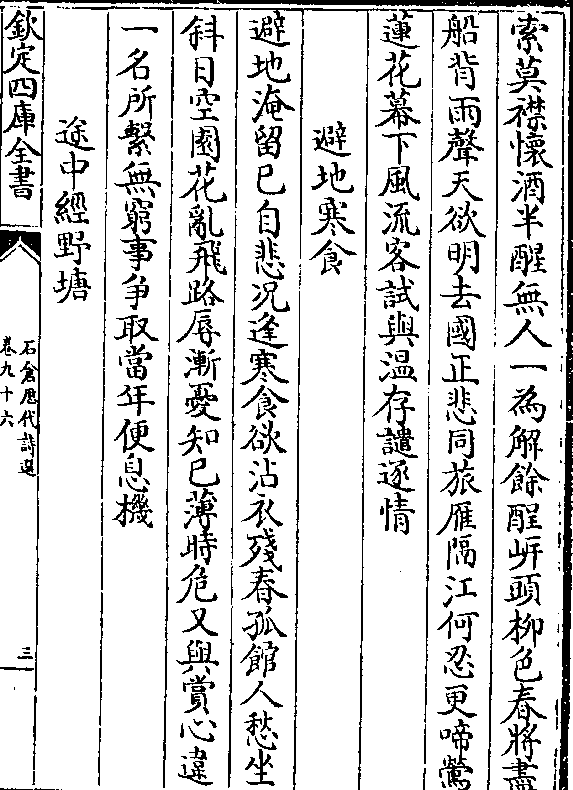 索莫襟懷酒半醒無人一為解餘酲岍頭柳色春將盡
船背雨聲天欲明去國正悲同旅雁隔江何忍更啼鶯
蓮花幕下風流客試與温存譴逐情
避地寒食
避地淹留已自悲況逢寒食欲沾衣殘春孤館人愁坐
斜日空園花亂飛路辱漸憂知已薄時危又與賞心違
一名所繫無窮事争取當年便息機
途中經野塘
欽定四庫全書
石倉歷代詩選
卷九十六
三